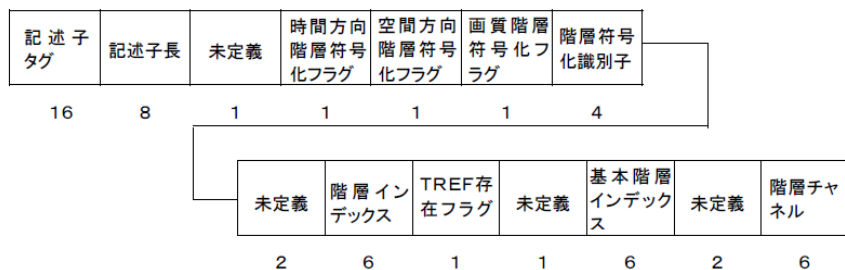 記述子
タグ
記述子長
未定義
時間方向
階層符号
化フラグ
空間方向
階層符号
化フラグ
画質階層
符号化フ
ラグ
階層符号
化識別子
16 8 1 1 1 1 4
未定義
階層イン
デックス
TREF存
在フラグ
未定義
基本階層
インデック
ス
未定義
階層チャ
ネル
2 6 1 1 6 2 6